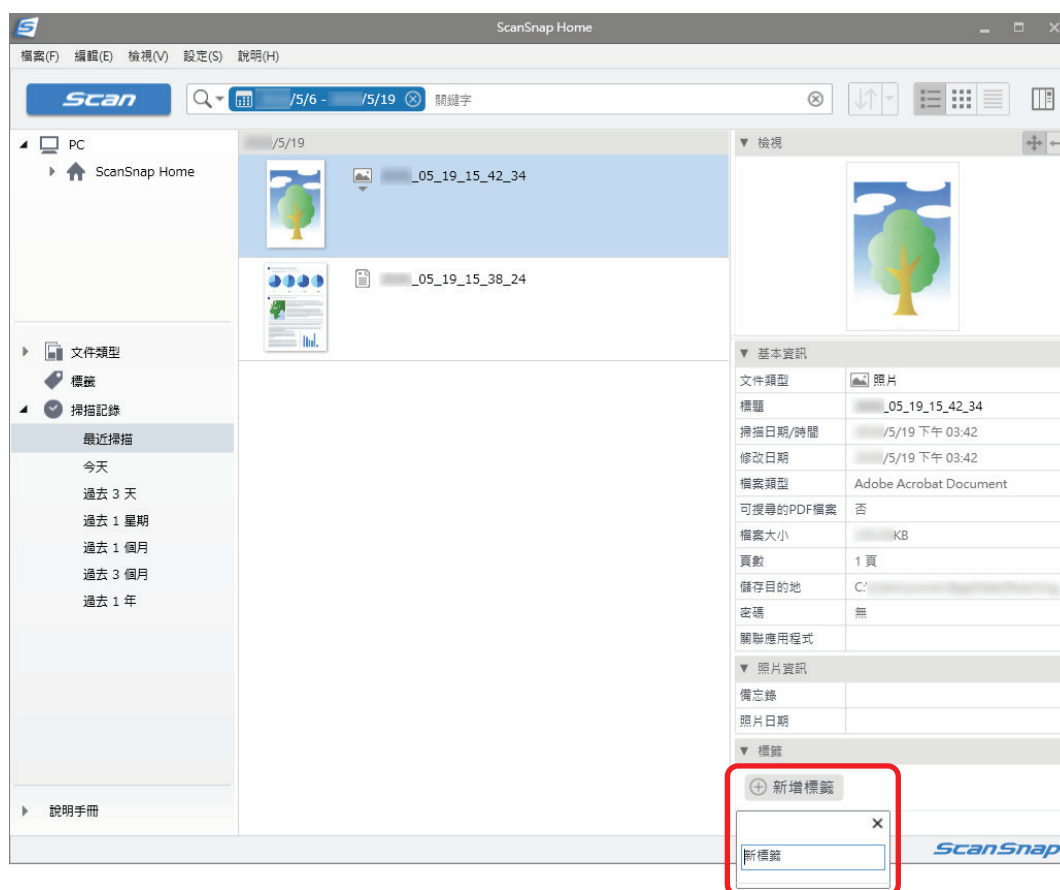 ScanSnap Home
檔案(F) 編輯(E) 檢視(V) 設定(S) 說明(H)
Scan
/5/6 - /5/19 關鍵字
PC
ScanSnap Home
文件類型
標籤
掃描記錄
最近掃描
今天
過去 3 天
過去 1 星期
過去 1 個月
過去 3 個月
過去 1 年
說明手冊
/5/19
_05_19_15_42_34
_05_19_15_38_24
檢視
基本資訊
文件類型 照片
標題 _05_19_15_42_34
掃描日期/時間 /5/19 下午 03:42
修改日期 /5/19 下午 03:42
檔案類型 Adobe Acrobat Document
可搜尋的PDF檔案 否
檔案大小 KB
頁數 1 頁
儲存目的地 C:
密碼 無
關聯應用程式
照片資訊
備忘錄
照片日期
標籤
新增標籤
新標籤
ScanSnap